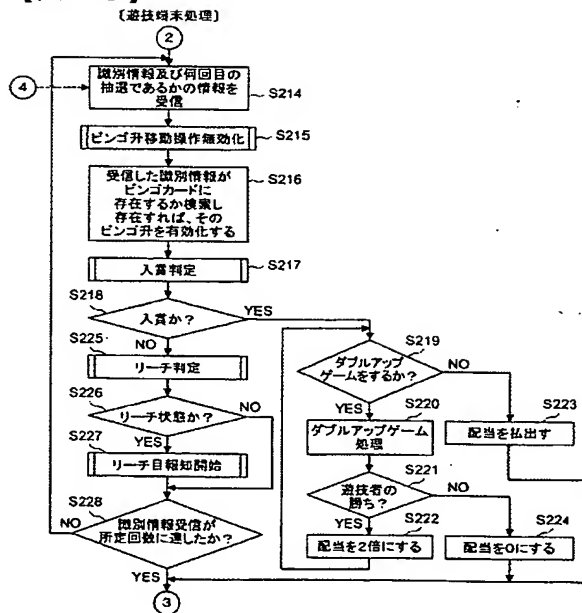 〔遊技端末処理〕
2
4
識別情報及び何回目の
抽選であるかの情報を
受信
S214
ビンゴ升移動操作無効化
S215
受信した識別情報が
ビンゴカードに
存在するか検索し
存在すれば、その
ビンゴ升を有効化する
S216
入賞判定
S217
S218
入賞か？
YES
NO
S219
ダブルアップ
ゲームをするか？
NO
YES
S225
リーチ判定
S220
ダブルアップゲーム
処理
S223
配当を払出す
S226
リーチ状態か？
NO
YES
S221
遊技者の
勝ち？
NO
YES
S227
リーチ目報知開始
S222
配当を2倍にする
S224
配当を0にする
S228
識別情報受信が
所定回数に達したか？
NO
YES
3